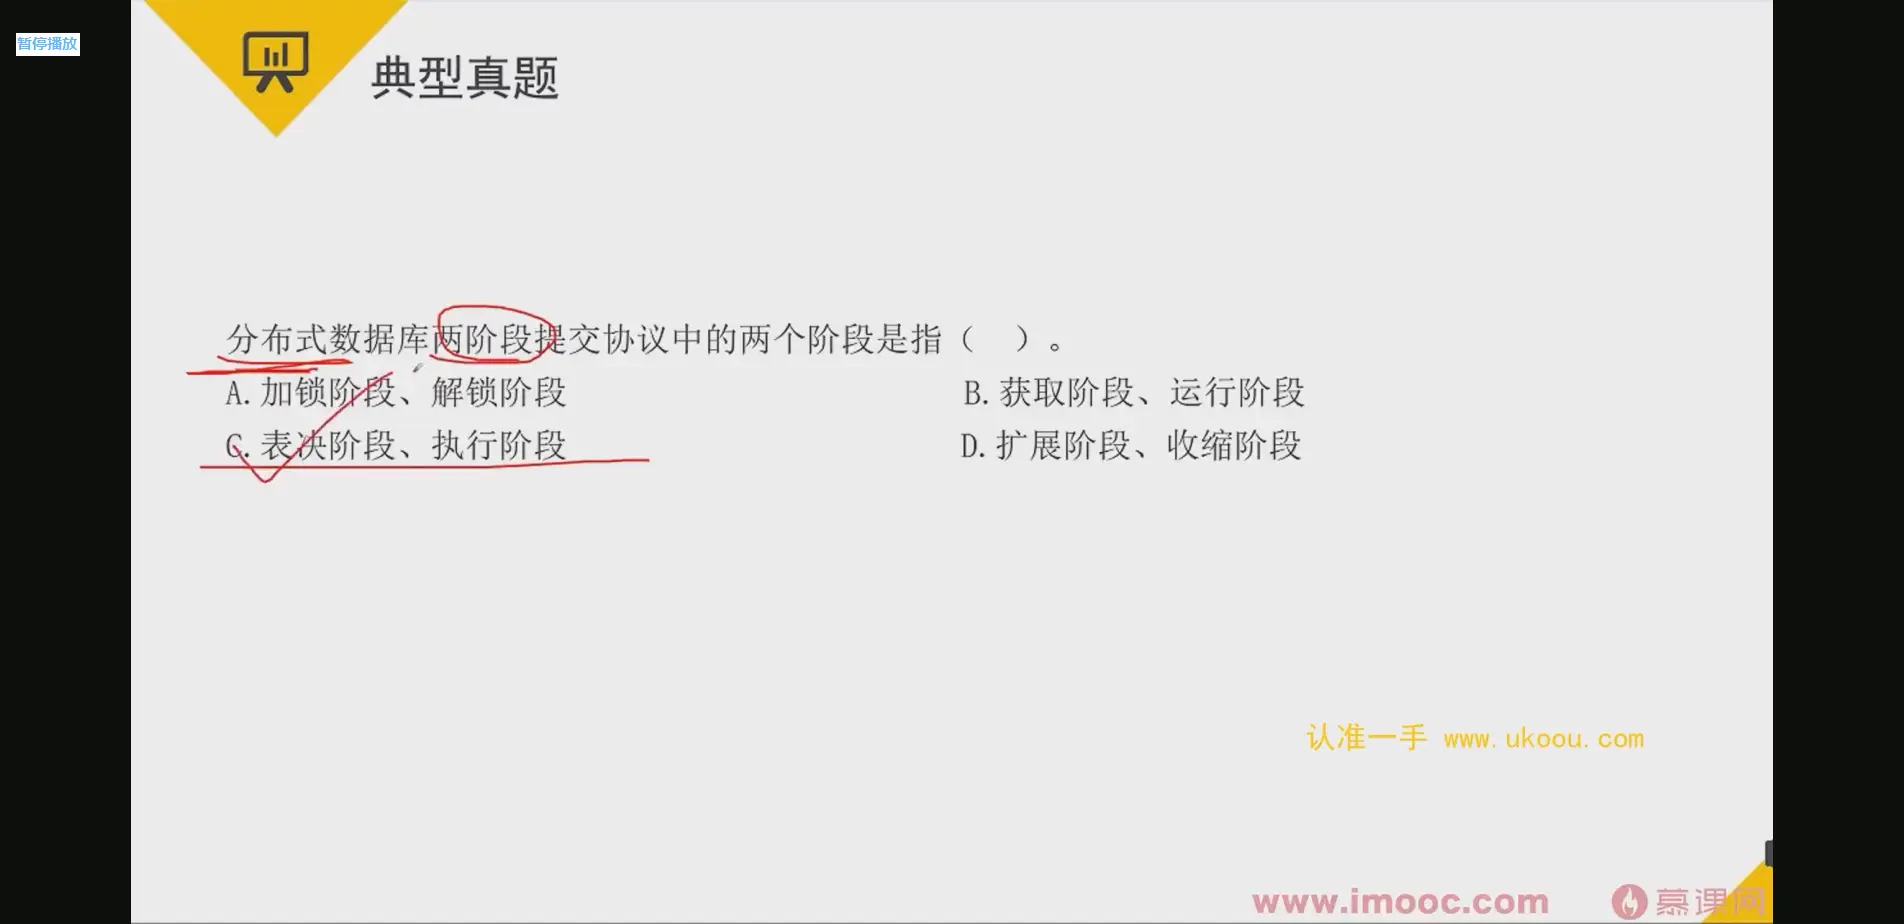 暂停播放
典型真题
分布式数据库两阶段提交协议中的两个阶段是指（ ）。
A.加锁阶段、解锁阶段 B.获取阶段、运行阶段
C.表决阶段、执行阶段 D.扩展阶段、收缩阶段
认准一手 www.ukoou.com
www.imooc.com 慕课网